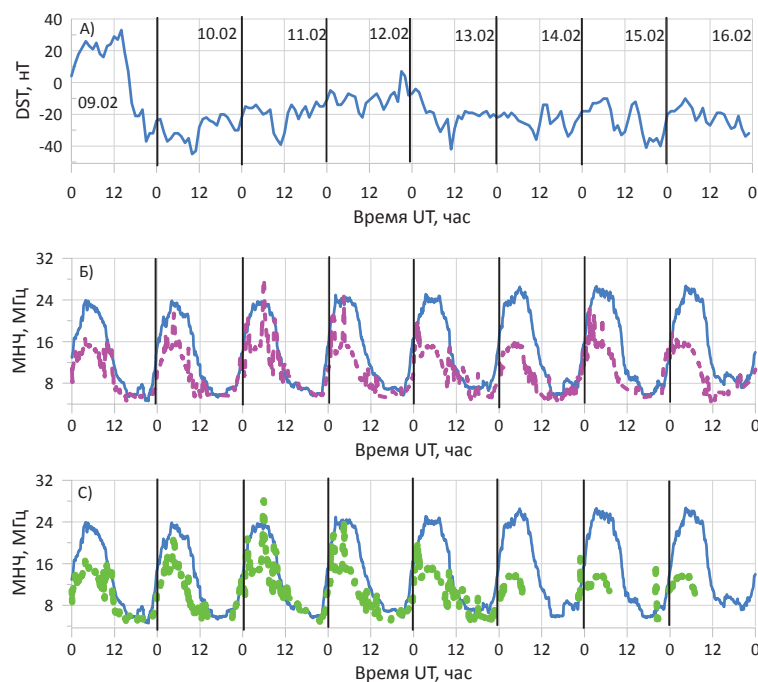 А)
40
20
0
-20
-40
DST, нТ
09.02
10.02
11.02
12.02
13.02
14.02
15.02
16.02
0 12 0 12 0 12 0 12 0 12 0 12 0 12 0 12 0
Время UT, час
Б)
32
24
16
8
МНЧ, МГц
0 12 0 12 0 12 0 12 0 12 0 12 0 12 0 12 0
Время UT, час
С)
32
24
16
8
МНЧ, МГц
0 12 0 12 0 12 0 12 0 12 0 12 0 12 0 12 0
Время UT, час